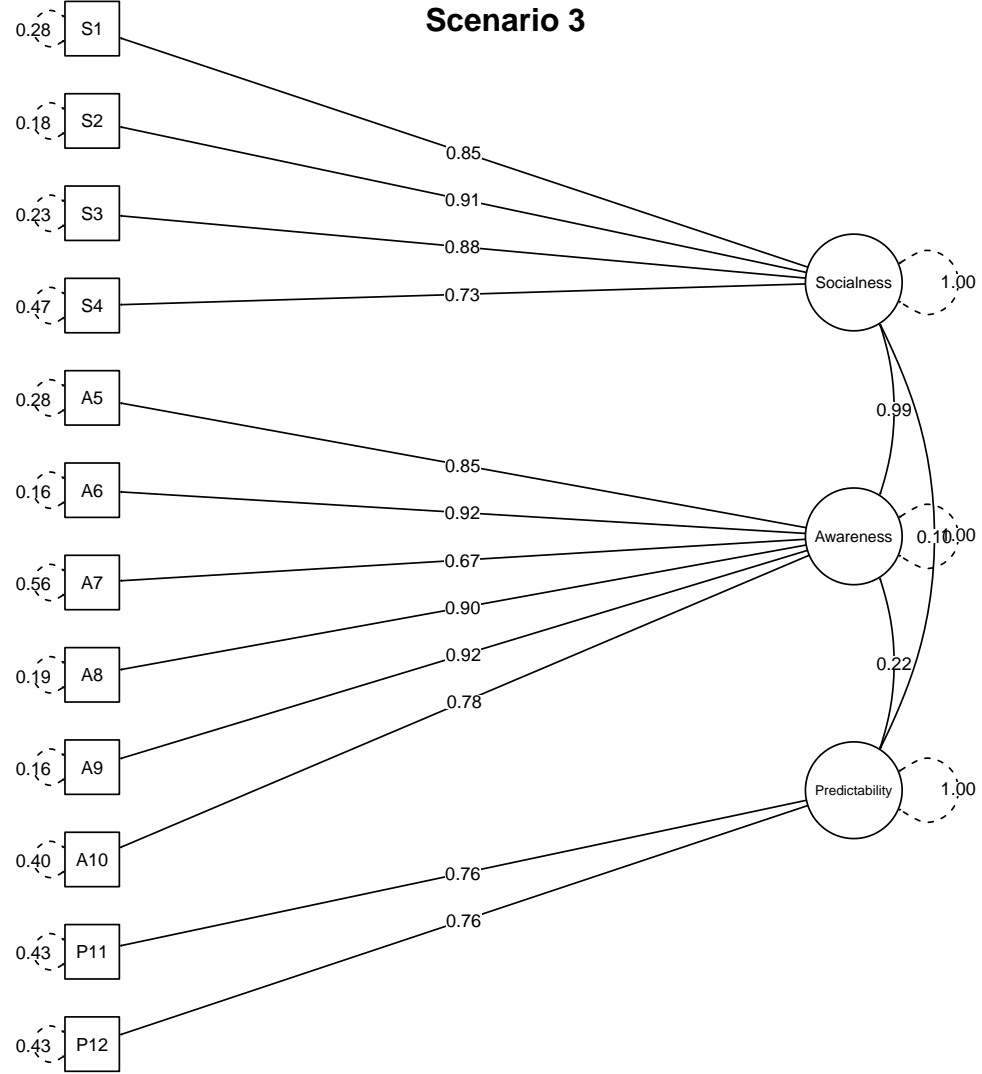 Scenario 3
0.28 S1
0.85
0.18 S2
0.91
0.23 S3
0.88
0.47 S4
0.73
Socialness 1.00
0.99
0.28 A5
0.85
0.16 A6
0.92
0.56 A7
0.67
0.19 A8
0.90
0.16 A9
0.92
0.40 A10
0.78
Awareness 0.10 1.00
0.22
Predictability 1.00
0.43 P11
0.76
0.43 P12
0.76